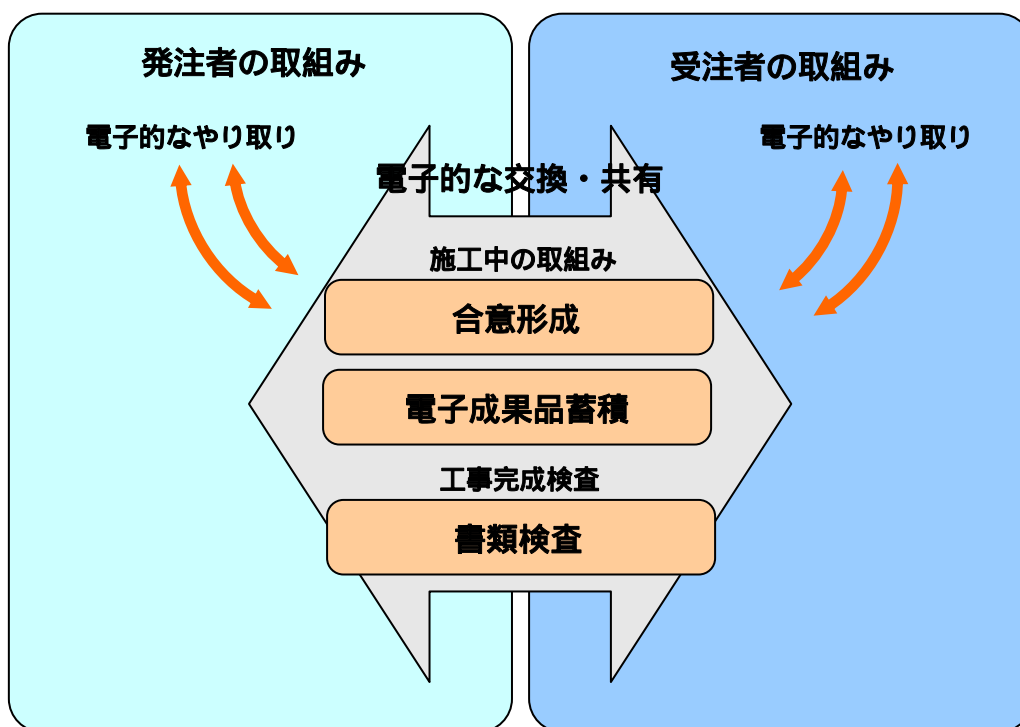 発注者の取組み
受注者の取組み
電子的なやり取り
電子的なやり取り
電子的な交換・共有
施工中の取組み
合意形成
電子成果品蓄積
工事完成検査
書類検査